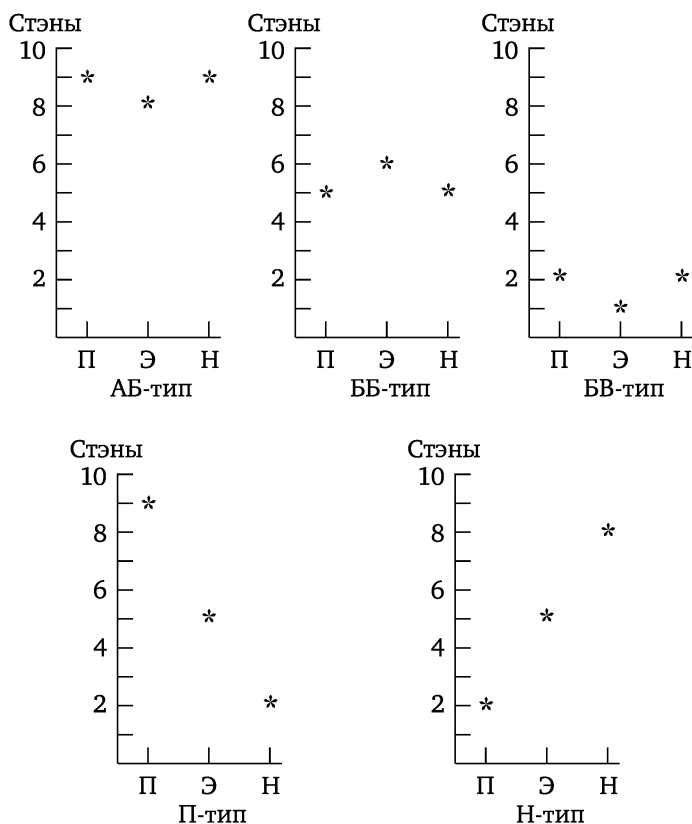 Стэны
10
8
6
4
2
П Э Н
АБ-тип
Стэны
10
8
6
4
2
П Э Н
ББ-тип
Стэны
10
8
6
4
2
П Э Н
БВ-тип
Стэны
10
8
6
4
2
П Э Н
П-тип
Стэны
10
8
6
4
2
П Э Н
Н-тип